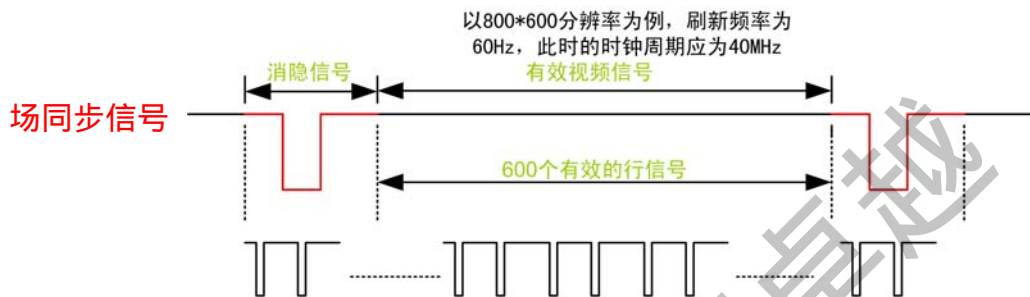 以800*600分辨率为例，刷新频率为
60Hz，此时的时钟周期应为40MHz
消隐信号
有效视频信号
场同步信号
600个有效的行信号
卓越